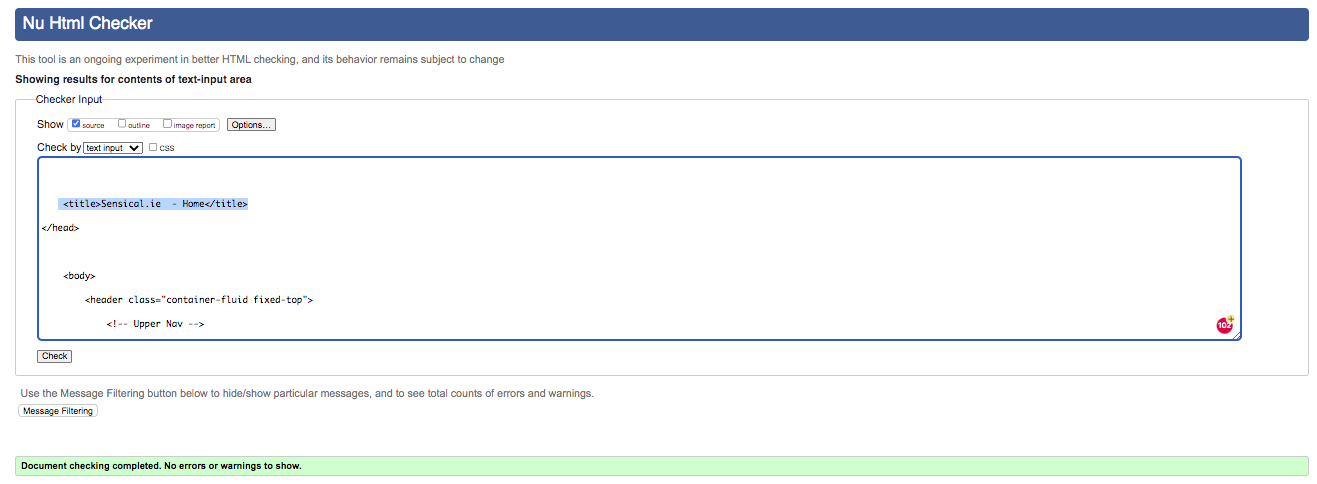 Nu Html Checker
This tool is an ongoing experiment in better HTML checking, and its behavior remains subject to change
Showing results for contents of text-input area
Checker Input
Show source outline image report Options...
Check by text input css
<title>Sensical.ie  - Home</title>
</head>
<body>
<header class="container-fluid fixed-top">
<!-- Upper Nav -->
102
Check
Use the Message Filtering button below to hide/show particular messages, and to see total counts of errors and warnings.
Message Filtering
Document checking completed. No errors or warnings to show.